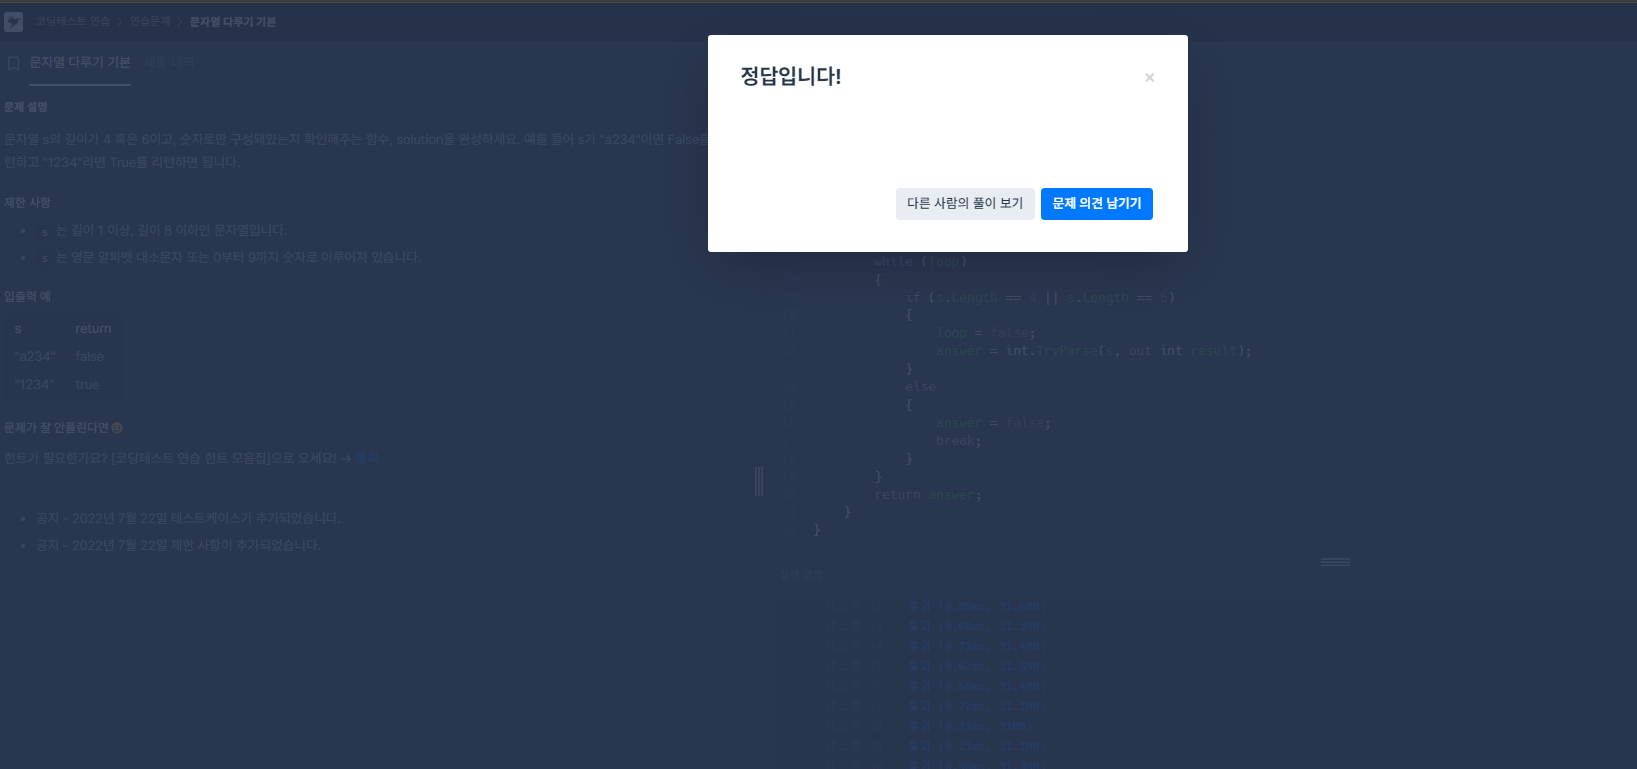 코딩테스트 연습 > 연습문제 > 문자열 다루기 기본
문자열 다루기 기본 제출 내역
정답입니다! ×
다른 사람의 풀이 보기 문제 의견 남기기
문제 설명
문자열 s의 길이가 4 혹은 6이고, 숫자로만 구성돼있는지 확인해주는 함수, solution을 완성하세요. 예를 들어 s가 "a234"이면 False를
턴하고 "1234"라면 True를 리턴하면 됩니다.
제한 사항
• s 는 길이 1 이상, 길이 8 이하인 문자열입니다.
• s 는 영문 알파벳 대소문자 또는 0부터 9까지 숫자로 이루어져 있습니다.
입출력 예
s return
"a234" false
"1234" true
문제가 잘 안풀린다면😢
힌트가 필요한가요? [코딩테스트 연습 힌트 모음집]으로 오세요! →
• 공지 - 2022년 7월 22일 테스트케이스가 추가되었습니다.
• 공지 - 2022년 7월 22일 제한 사항이 추가되었습니다.
while (loop)
{
if (s.Length == 4 || s.Length == 6)
{
loop = false;
answer = int.TryParse(s, out int result);
}
else
{
answer = false;
break;
}
}
return answer;
}
}
실행 결과